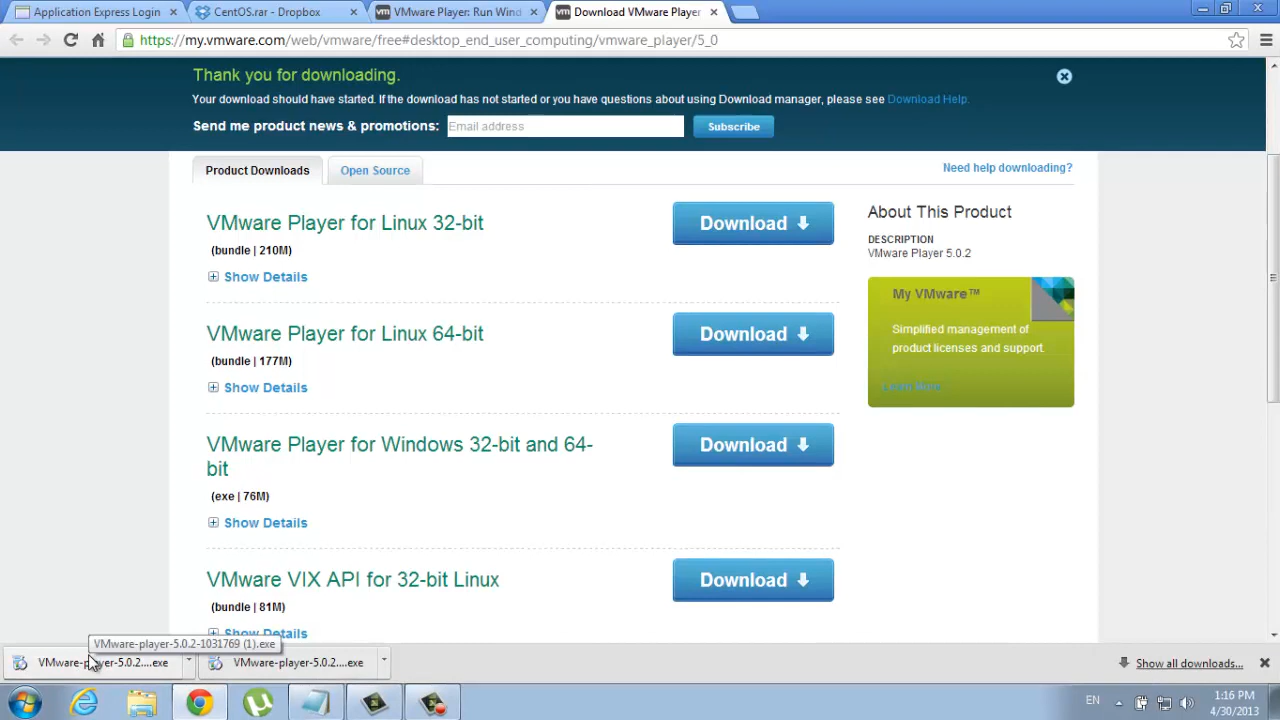 Application Express Login
CentOS.rar - Dropbox
VMware Player: Run Wind
Download VMware Player
https://my.vmware.com/web/vmware/free#desktop_end_user_computing/vmware_player/5_0
Thank you for downloading.
Your download should have started. If the download has not started or you have questions about using Download manager, please see Download Help.
Send me product news & promotions:
Email address
Subscribe
Product Downloads
Open Source
Need help downloading?
VMware Player for Linux 32-bit
(bundle | 210M)
Show Details
Download
VMware Player for Linux 64-bit
(bundle | 177M)
Show Details
Download
VMware Player for Windows 32-bit and 64-
bit
(exe | 76M)
Show Details
Download
VMware VIX API for 32-bit Linux
(bundle | 81M)
Show Details
Download
About This Product
DESCRIPTION
VMware Player 5.0.2
My VMware™
Simplified management of
product licenses and support.
Learn More
VMware-player-5.0.2-1031769 (1).exe
VMware-player-5.0.2....exe
VMware-player-5.0.2....exe
Show all downloads...
EN
1:16 PM
4/30/2013